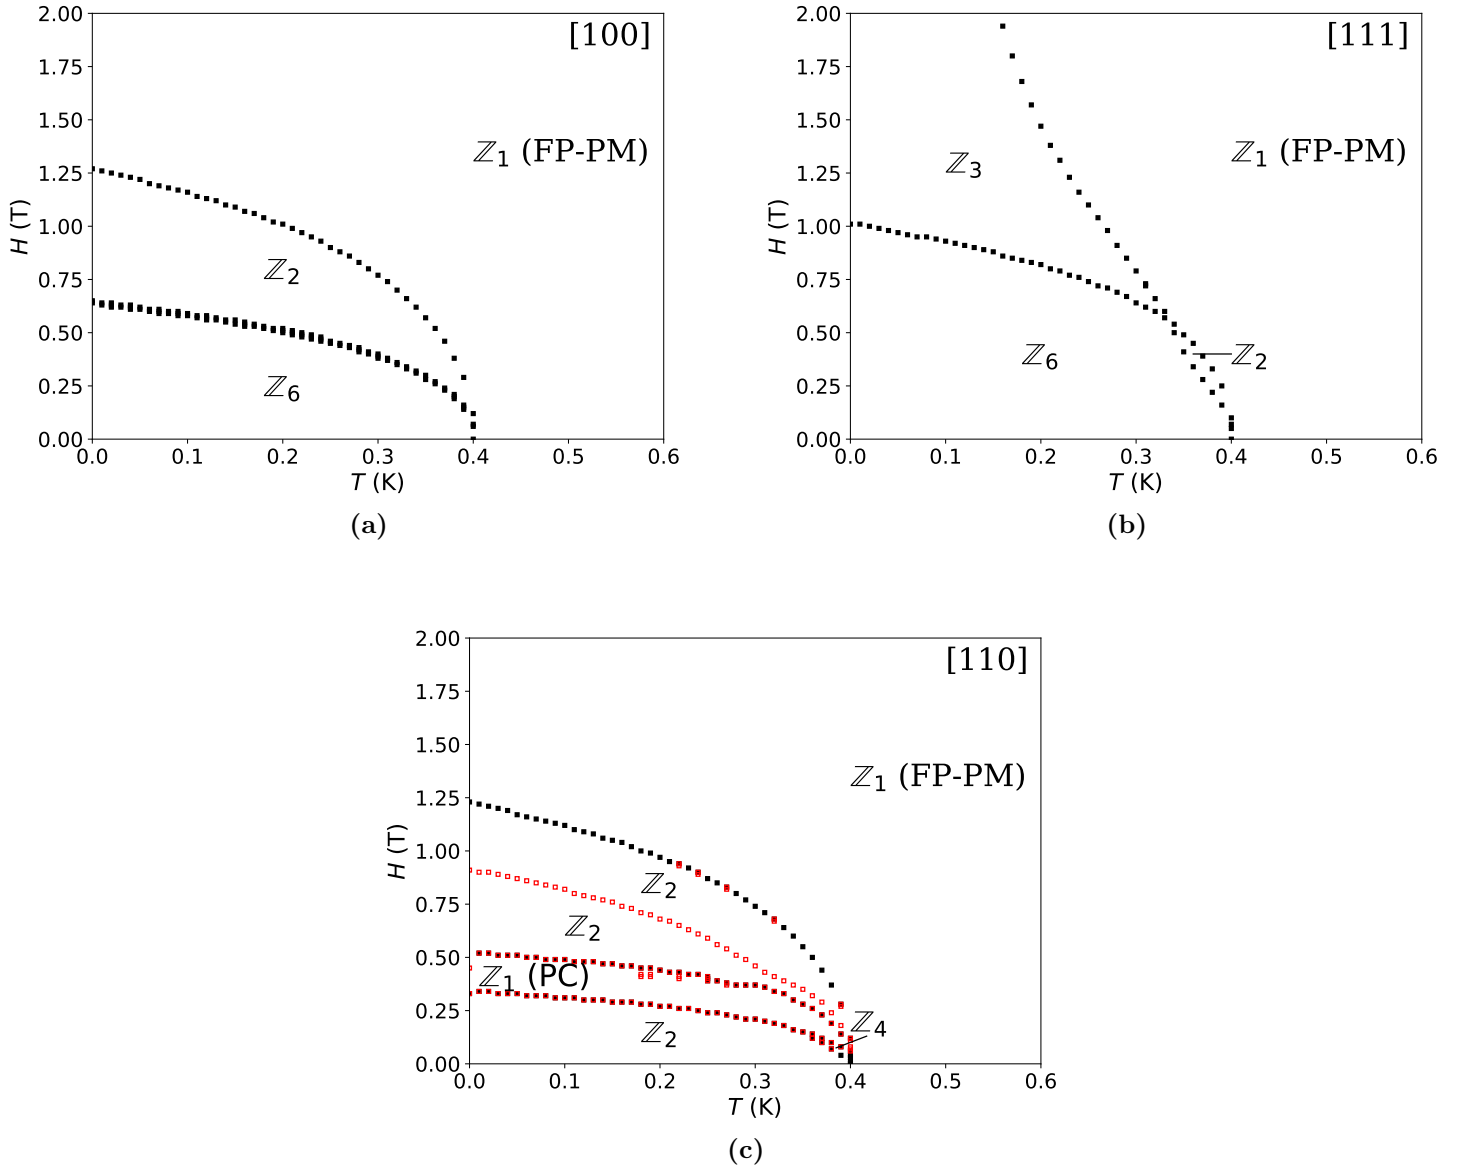 [100]
ℤ1 (FP-PM)
ℤ2
ℤ6
H (T)
2.00
1.75
1.50
1.25
1.00
0.75
0.50
0.25
0.00
0.0 0.1 0.2 0.3 0.4 0.5 0.6
T (K)
(a)
[111]
ℤ3
ℤ1 (FP-PM)
ℤ6
ℤ2
H (T)
2.00
1.75
1.50
1.25
1.00
0.75
0.50
0.25
0.00
0.0 0.1 0.2 0.3 0.4 0.5 0.6
T (K)
(b)
[110]
ℤ1 (FP-PM)
ℤ2
ℤ2
ℤ1 (PC)
ℤ4
ℤ2
H (T)
2.00
1.75
1.50
1.25
1.00
0.75
0.50
0.25
0.00
0.0 0.1 0.2 0.3 0.4 0.5 0.6
T (K)
(c)